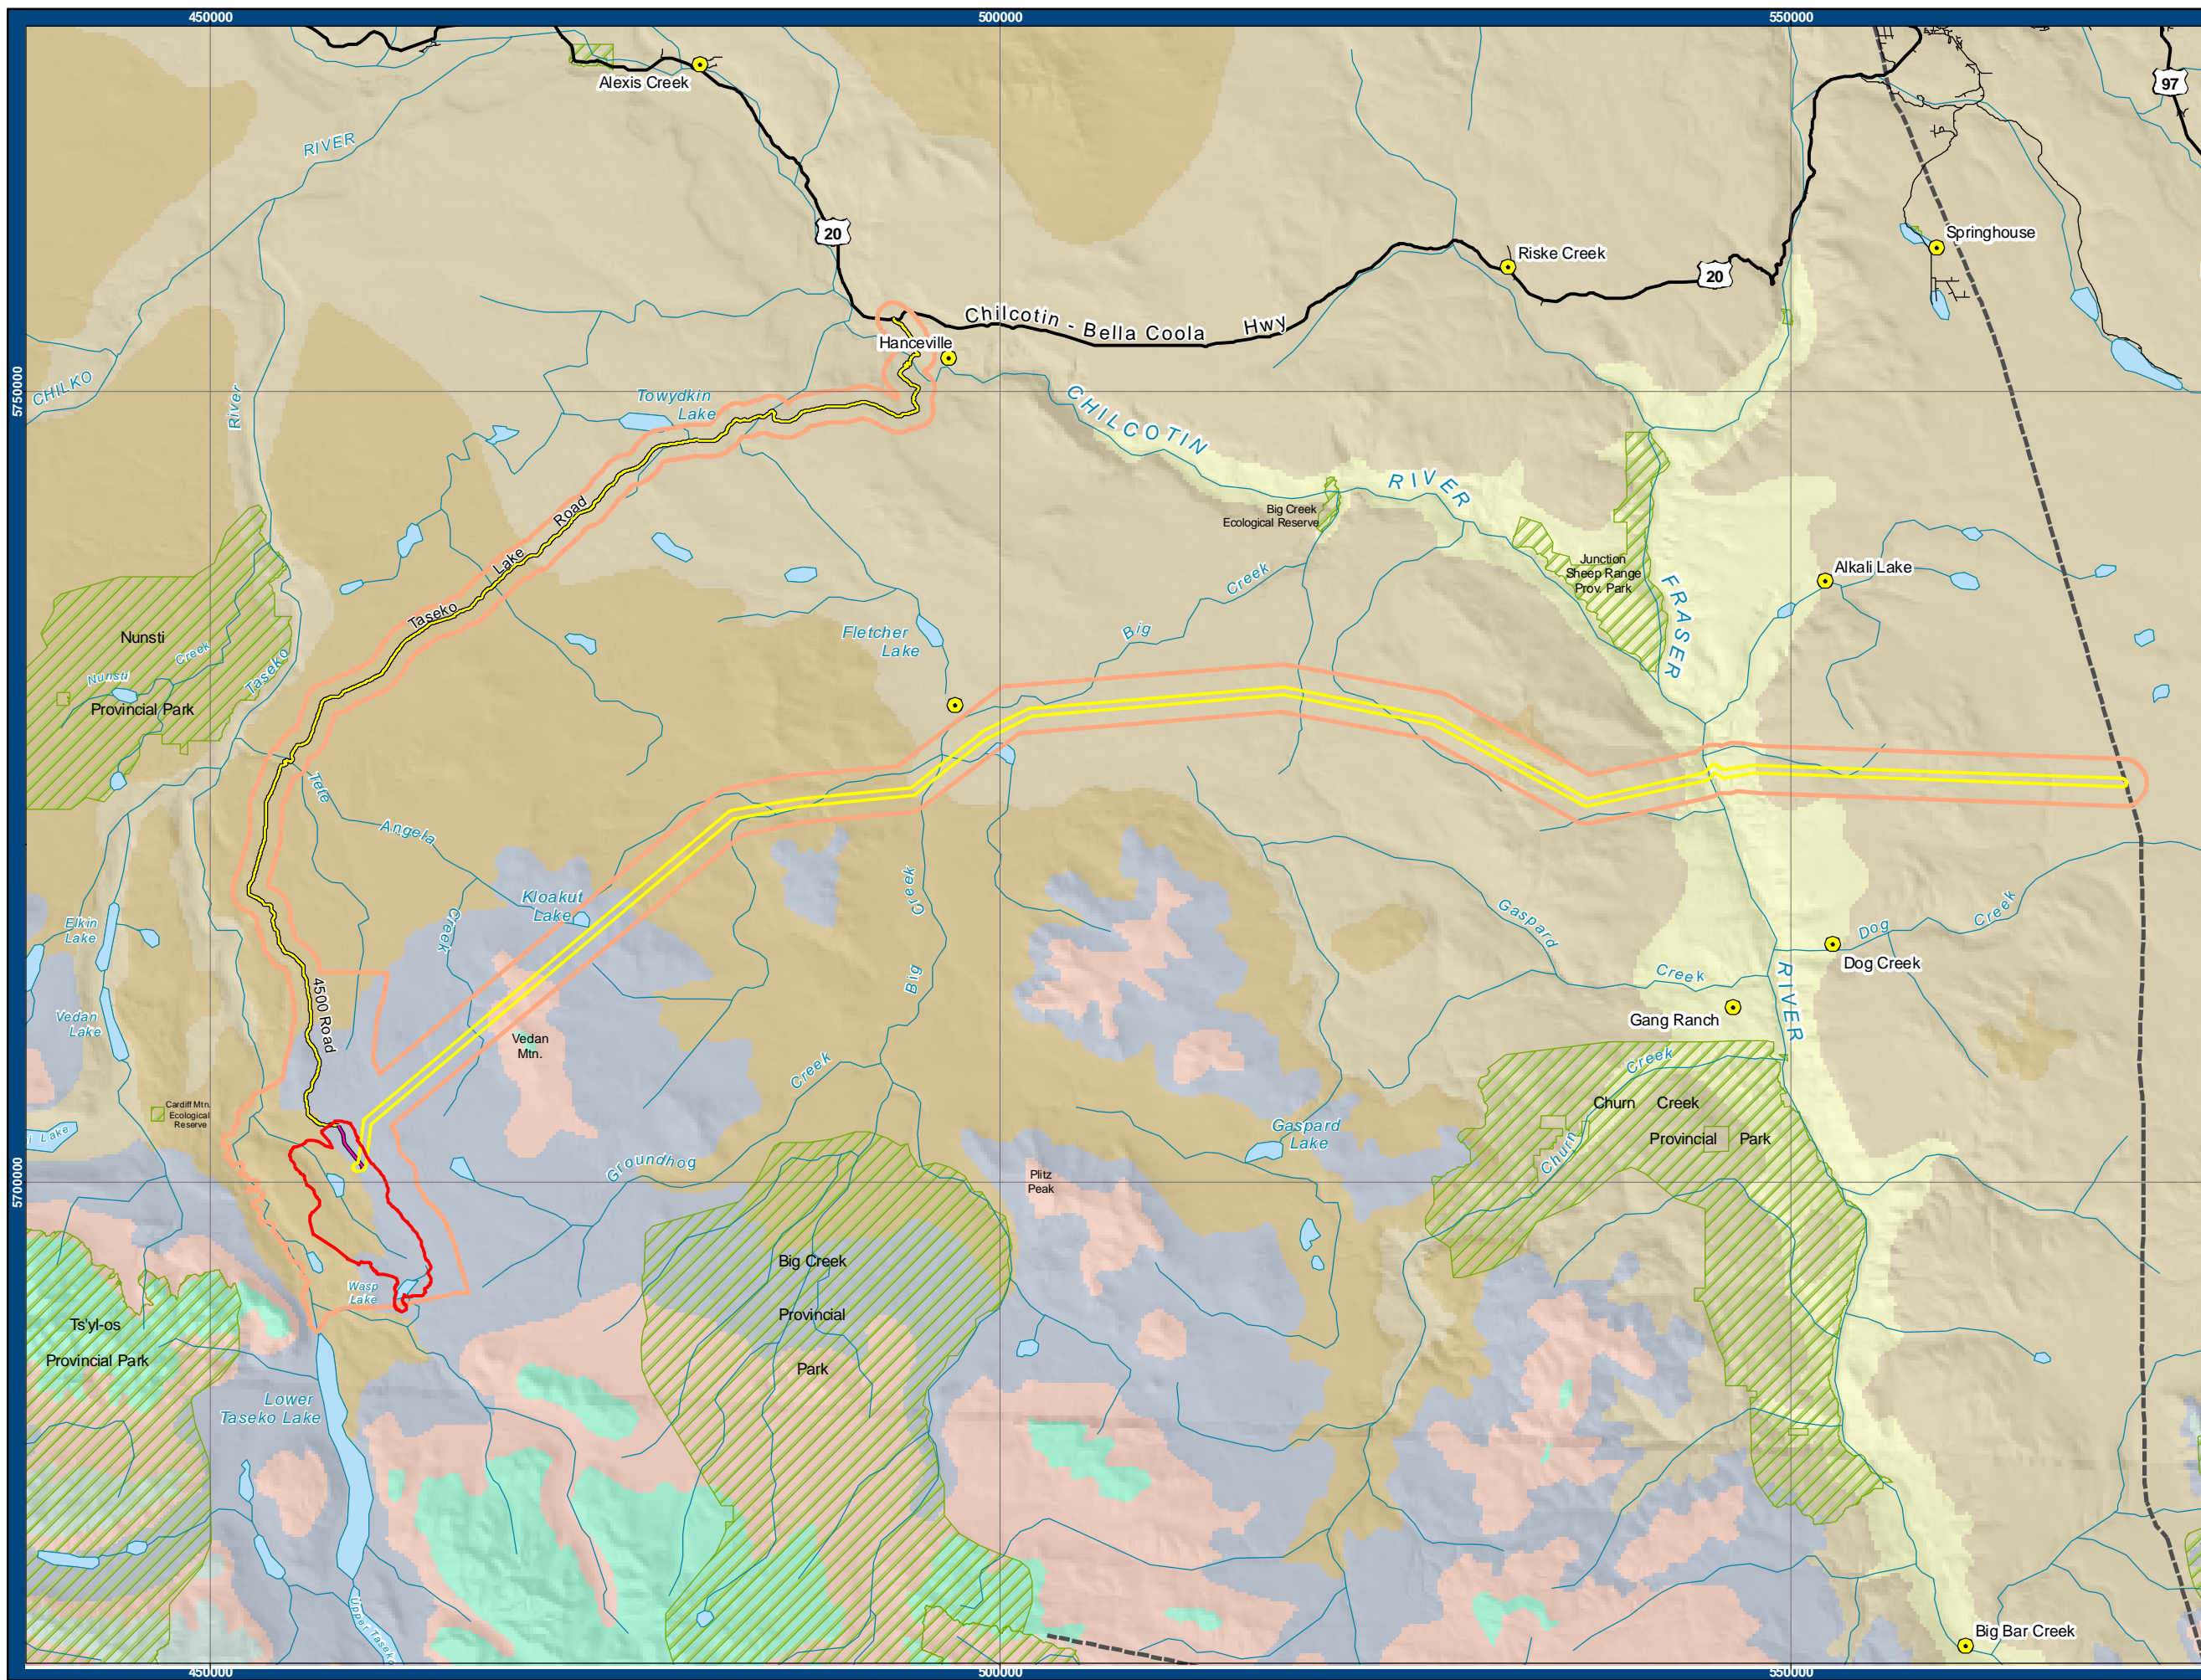 450000
500000
550000
Alexis Creek
97
RIVER
20
Springhouse
Riske Creek
20
Chilcotin - Bella Coola Hwy
Hanceville
5750000
CHILKO
River
Towydkin
Lake
CHILCOTIN
RIVER
Big Creek
Ecological Reserve
Taseko Lake Road
Junction
Sheep Range
Prov. Park
Alkali Lake
FRASER
Big Creek
Fletcher
Lake
Nunsti
Provincial Park
Nunsti Creek
Taseko
Tete
Angela
Creek
Kloakut
Lake
Big Creek
Elkin
Lake
Gaspard
Creek
Dog Creek
Dog Creek
RIVER
Vedan
Lake
4500 Road
Vedan
Mtn.
Gang Ranch
Creek
Churn
Churn Creek
Provincial Park
Cardiff Mtn.
Ecological
Reserve
Lake
Gaspard
Lake
Groundhog
Creek
Plitz
Peak
5700000
Big Creek
Provincial
Park
Wasp
Lake
Ts'yl-os
Provincial Park
Lower
Taseko Lake
Upper Taseko
Big Bar Creek
450000
500000
550000